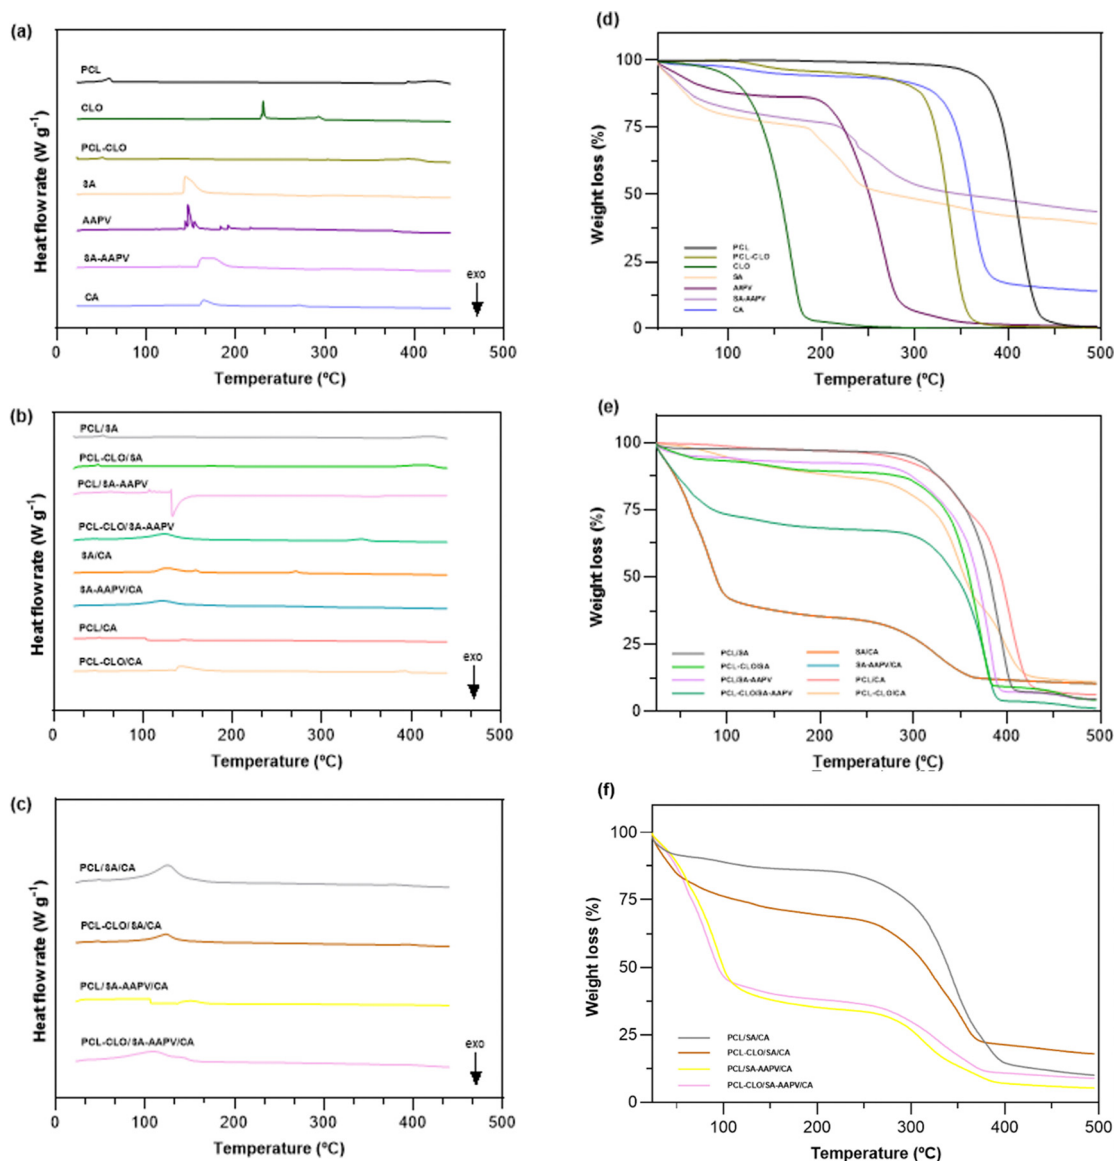 (a)
Heat flow rate (W g⁻¹)
PCL
CLO
PCL-CLO
SA
AAPV
SA-AAPV
CA
exo
0 100 200 300 400 500
Temperature (ºC)
(d)
Weight loss (%)
100
75
50
25
0
PCL
PCL-CLO
CLO
SA
AAPV
SA-AAPV
CA
100 200 300 400 500
Temperature (ºC)
(b)
Heat flow rate (W g⁻¹)
PCL/SA
PCL-CLO/SA
PCL/SA-AAPV
PCL-CLO/SA-AAPV
SA/CA
SA-AAPV/CA
PCL/CA
PCL-CLO/CA
exo
0 100 200 300 400 500
Temperature (ºC)
(e)
Weight loss (%)
100
75
50
25
0
PCL/SA SA/CA
PCL-CLO/SA SA-AAPV/CA
PCL/SA-AAPV PCL/CA
PCL-CLO/SA-AAPV PCL-CLO/CA
100 200 300 400 500
Temperature (ºC)
(c)
Heat flow rate (W g⁻¹)
PCL/SA/CA
PCL-CLO/SA/CA
PCL/SA-AAPV/CA
PCL-CLO/SA-AAPV/CA
exo
0 100 200 300 400 500
Temperature (ºC)
(f)
Weight loss (%)
100
75
50
25
0
PCL/SA/CA
PCL-CLO/SA/CA
PCL/SA-AAPV/CA
PCL-CLO/SA-AAPV/CA
100 200 300 400 500
Temperature (ºC)